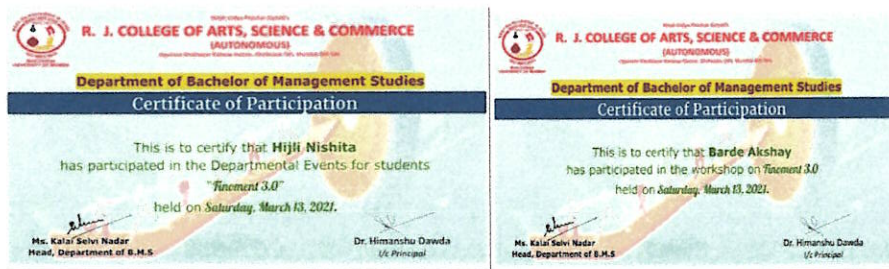 R. J. COLLEGE OF ARTS, SCIENCE & COMMERCE
(AUTONOMOUS)
Department of Bachelor of Management Studies
Certificate of Participation
This is to certify that Hijli Nishita
has participated in the Departmental Events for students
"Finoment 3.0"
held on Saturday, March 13, 2021.
Ms. Kalai Selvi Nadar
Head, Department of B.M.S
Dr. Himanshu Dawda
I/c Principal
R. J. COLLEGE OF ARTS, SCIENCE & COMMERCE
(AUTONOMOUS)
Department of Bachelor of Management Studies
Certificate of Participation
This is to certify that Barde Akshay
has participated in the workshop on Finoment 3.0
held on Saturday, March 13, 2021.
Ms. Kalai Selvi Nadar
Head, Department of B.M.S
Dr. Himanshu Dawda
I/c Principal